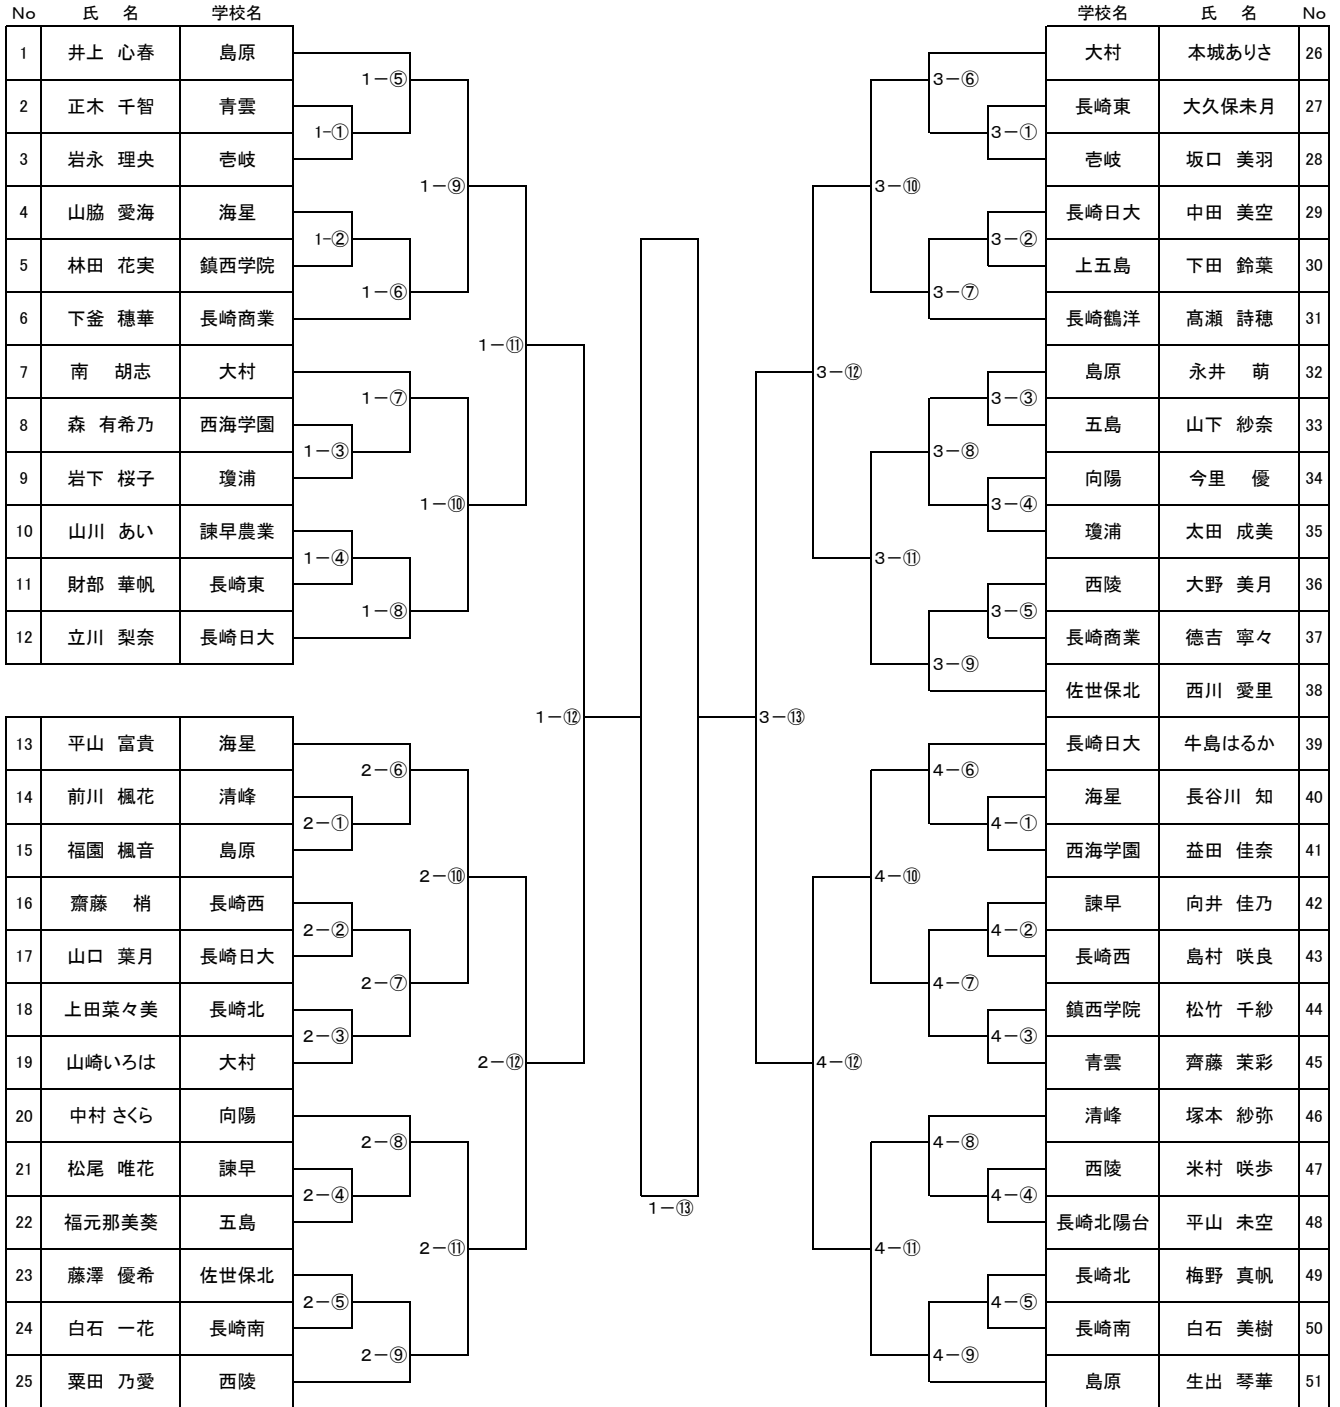 No 氏 名 学校名
1 井上 心春 島原
2 正木 千智 青雲
3 岩永 理央 壱岐
4 山脇 愛海 海星
5 林田 花実 鎮西学院
6 下釜 穗華 長崎商業
7 南 胡志 大村
8 森 有希乃 西海学園
9 岩下 桜子 瓊浦
10 山川 あい 諫早農業
11 財部 華帆 長崎東
12 立川 梨奈 長崎日大
13 平山 富貴 海星
14 前川 楓花 清峰
15 福園 楓音 島原
16 齋藤 梢 長崎西
17 山口 葉月 長崎日大
18 上田菜々美 長崎北
19 山崎いろは 大村
20 中村 さくら 向陽
21 松尾 唯花 諫早
22 福元那美葵 五島
23 藤澤 優希 佐世保北
24 白石 一花 長崎南
25 粟田 乃愛 西陵
1-⑤
1-①
1-⑨
1-②
1-⑥
1-⑪
1-⑦
1-③
1-⑩
1-④
1-⑧
1-⑫
2-⑥
2-①
2-⑩
2-②
2-⑦
2-③
2-⑫
2-⑧
2-④
2-⑪
2-⑤
2-⑨
1-⑬
3-⑥
3-①
3-⑩
3-②
3-⑦
3-⑫
3-③
3-⑧
3-④
3-⑪
3-⑤
3-⑨
3-⑬
4-⑥
4-①
4-⑩
4-②
4-⑦
4-③
4-⑫
4-⑧
4-④
4-⑪
4-⑤
4-⑨
学校名 氏 名 No
大村 本城ありさ 26
長崎東 大久保未月 27
壱岐 坂口 美羽 28
長崎日大 中田 美空 29
上五島 下田 鈴葉 30
長崎鶴洋 髙瀬 詩穂 31
島原 永井 萌 32
五島 山下 紗奈 33
向陽 今里 優 34
瓊浦 太田 成美 35
西陵 大野 美月 36
長崎商業 德吉 寧々 37
佐世保北 西川 愛里 38
長崎日大 牛島はるか 39
海星 長谷川 知 40
西海学園 益田 佳奈 41
諫早 向井 佳乃 42
長崎西 島村 咲良 43
鎮西学院 松竹 千紗 44
青雲 齊藤 茉彩 45
清峰 塚本 紗弥 46
西陵 米村 咲歩 47
長崎北陽台 平山 未空 48
長崎北 梅野 真帆 49
長崎南 白石 美樹 50
島原 生出 琴華 51